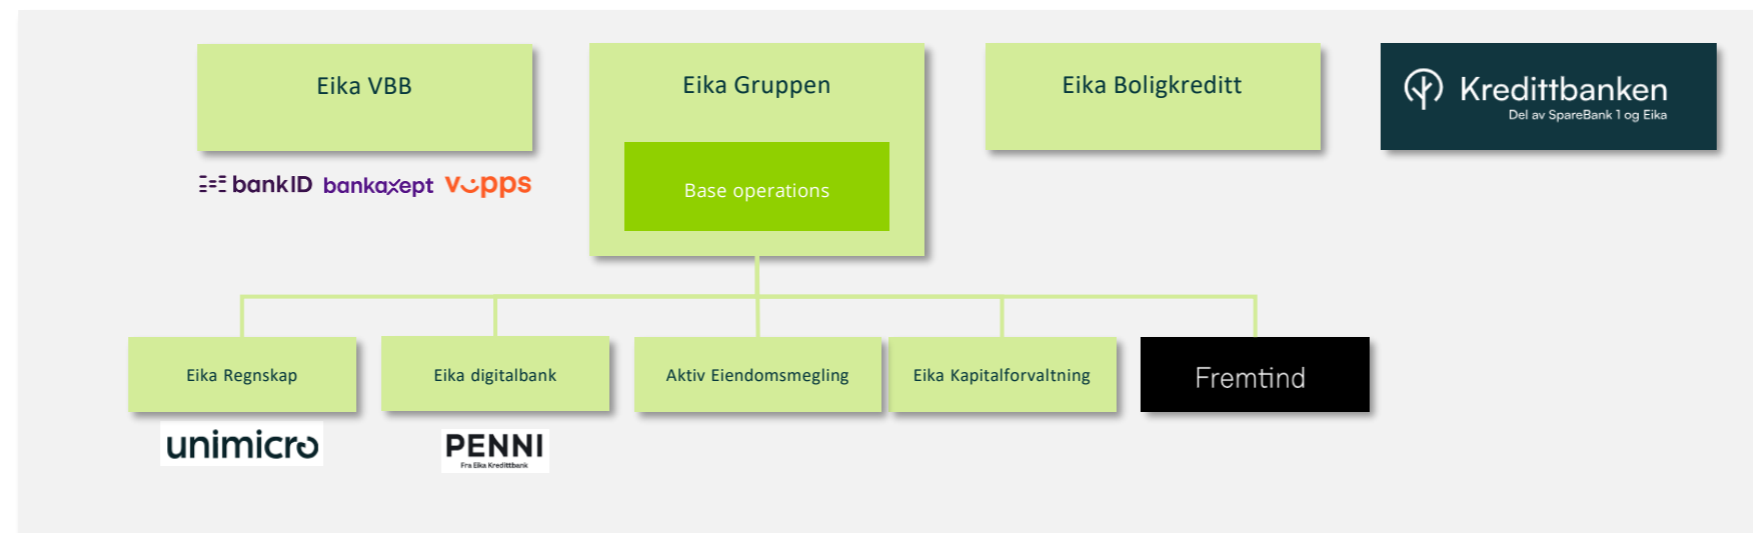 Eika VBB
Eika Gruppen
Eika Boligkreditt
Kredittbanken
Del av SpareBank 1 og Eika
bankID
bankaxept
vipps
Base operations
Eika Regnskap
Eika digitalbank
Aktiv Eiendomsmegling
Eika Kapitalforvaltning
Fremtind
unimicro
PENNI
Fra Eika Kredittbank